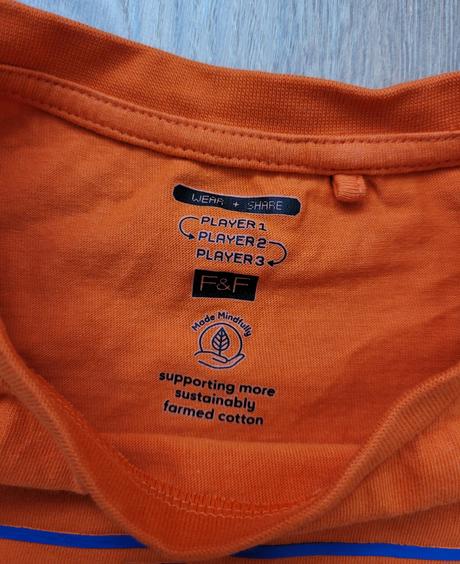 WEAR + SHARE
PLAYER 1
PLAYER 2
PLAYER 3
F&F
Made Mindfully
supporting more
sustainably
farmed cotton